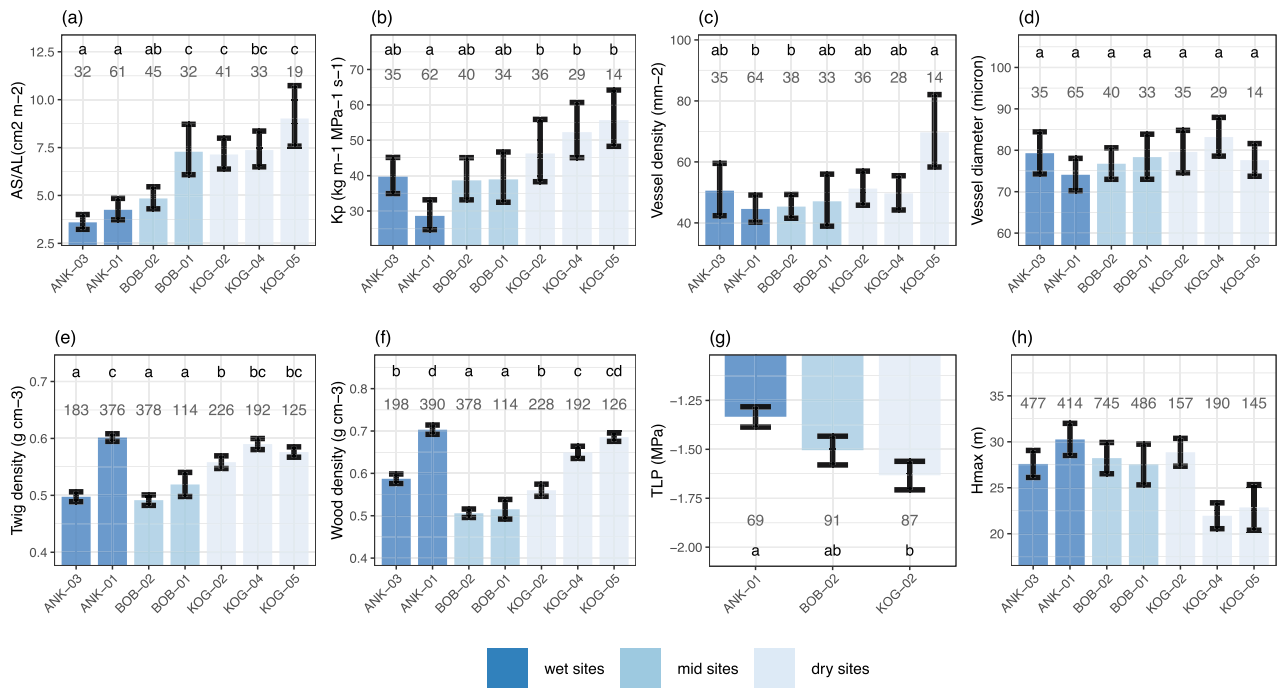 (a)
12.5
10.0
7.5
5.0
2.5
AS/AL(cm2 m−2)
a a ab c c bc c
32 61 45 32 41 33 19
ANK−03 ANK−01 BOB−02 BOB−01 KOG−02 KOG−04 KOG−05
(b)
70
60
50
40
30
Kp (kg m−1 MPa−1 s−1)
ab a ab ab b b b
35 62 40 34 36 29 14
ANK−03 ANK−01 BOB−02 BOB−01 KOG−02 KOG−04 KOG−05
(c)
100
80
60
40
Vessel density (mm−2)
ab b b ab ab ab a
35 64 38 33 36 28 14
ANK−03 ANK−01 BOB−02 BOB−01 KOG−02 KOG−04 KOG−05
(d)
100
90
80
70
60
Vessel diameter (micron)
a a a a a a a
35 65 40 33 35 29 14
ANK−03 ANK−01 BOB−02 BOB−01 KOG−02 KOG−04 KOG−05
(e)
0.7
0.6
0.5
0.4
Twig density (g cm−3)
a c a a b bc bc
183 376 378 114 226 192 125
ANK−03 ANK−01 BOB−02 BOB−01 KOG−02 KOG−04 KOG−05
(f)
0.8
0.7
0.6
0.5
0.4
Wood density (g cm−3)
b d a a b c cd
198 390 378 114 228 192 126
ANK−03 ANK−01 BOB−02 BOB−01 KOG−02 KOG−04 KOG−05
(g)
−1.25
−1.50
−1.75
−2.00
TLP (MPa)
69 91 87
a ab b
ANK−01 BOB−02 KOG−02
(h)
35
30
25
20
Hmax (m)
477 414 745 486 157 190 145
ANK−03 ANK−01 BOB−02 BOB−01 KOG−02 KOG−04 KOG−05
wet sites mid sites dry sites